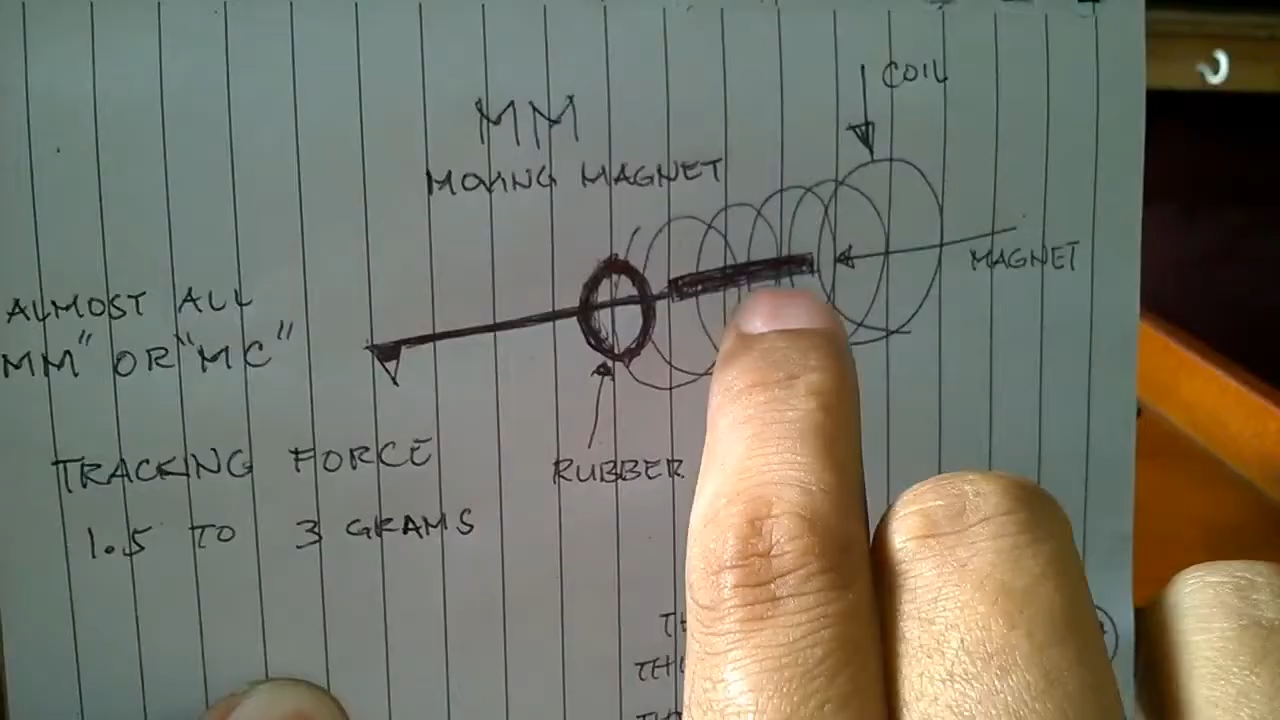 COIL
MM
MOVING MAGNET
MAGNET
ALMOST ALL
MM" OR "MC"
RUBBER
TRACKING FORCE
1.5 TO 3 GRAMS